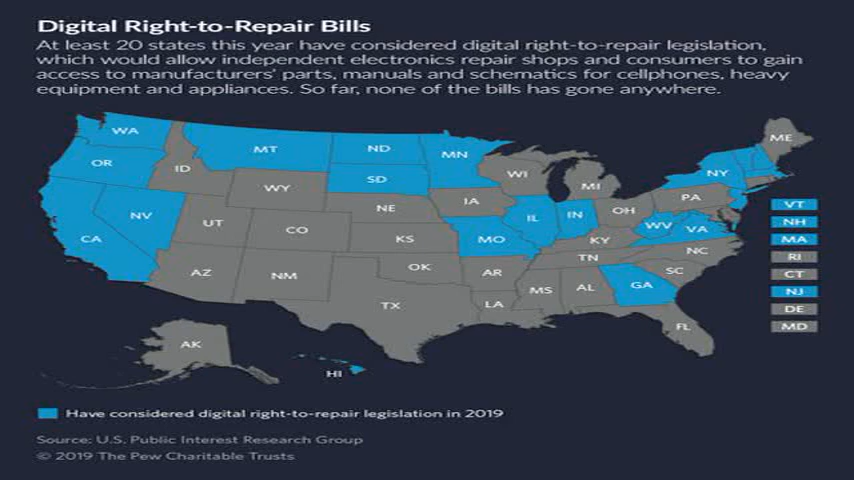 Digital Right-to-Repair Bills
At least 20 states this year have considered digital right-to-repair legislation,
which would allow independent electronics repair shops and consumers to gain
access to manufacturers' parts, manuals and schematics for cellphones, heavy
equipment and appliances. So far, none of the bills has gone anywhere.
WA
MT
ND
MN
ME
OR
ID
SD
WI
NY
WY
MI
NV
NE
IA
PA
UT
IL
IN
OH
VT
CA
CO
KS
MO
WV
VA
NH
KY
MA
AZ
NM
OK
AR
TN
NC
RI
SC
CT
TX
LA
MS
AL
GA
NJ
FL
DE
MD
AK
HI
Have considered digital right-to-repair legislation in 2019
Source: U.S. Public Interest Research Group
© 2019 The Pew Charitable Trusts